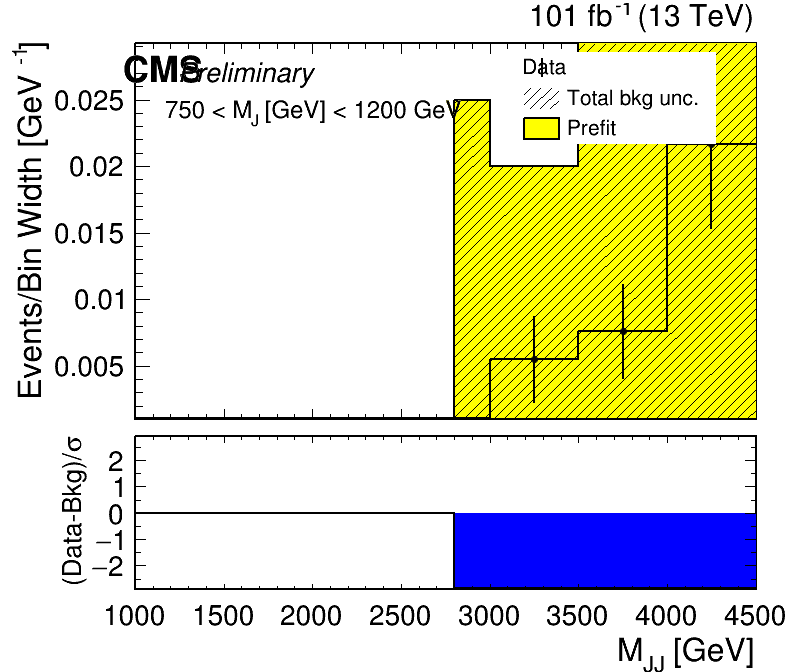 101 fb⁻¹ (13 TeV)
CMS Preliminary
750 < M_J [GeV] < 1200 GeV
Data
Total bkg unc.
Prefit
Events/Bin Width [GeV⁻¹]
0.025
0.02
0.015
0.01
0.005
(Data-Bkg)/σ
2
1
0
−1
−2
1000 1500 2000 2500 3000 3500 4000 4500
M_JJ [GeV]